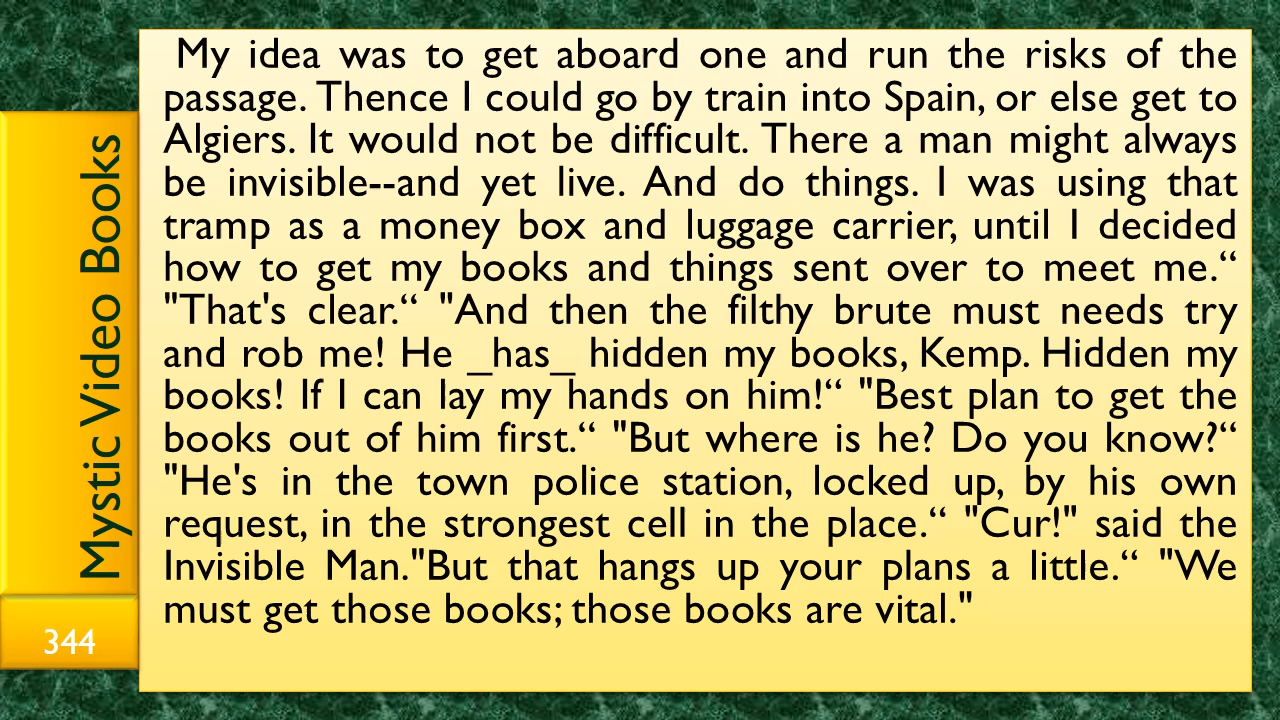 My idea was to get aboard one and run the risks of the
passage. Thence I could go by train into Spain, or else get to
Algiers. It would not be difficult. There a man might always
be invisible--and yet live. And do things. I was using that
tramp as a money box and luggage carrier, until I decided
how to get my books and things sent over to meet me.“
"That's clear.“ "And then the filthy brute must needs try
and rob me! He _has_ hidden my books, Kemp. Hidden my
books! If I can lay my hands on him!“ "Best plan to get the
books out of him first.“ "But where is he? Do you know?“
"He's in the town police station, locked up, by his own
request, in the strongest cell in the place.“ "Cur!" said the
Invisible Man."But that hangs up your plans a little.“ "We
must get those books; those books are vital."
Mystic Video Books
344